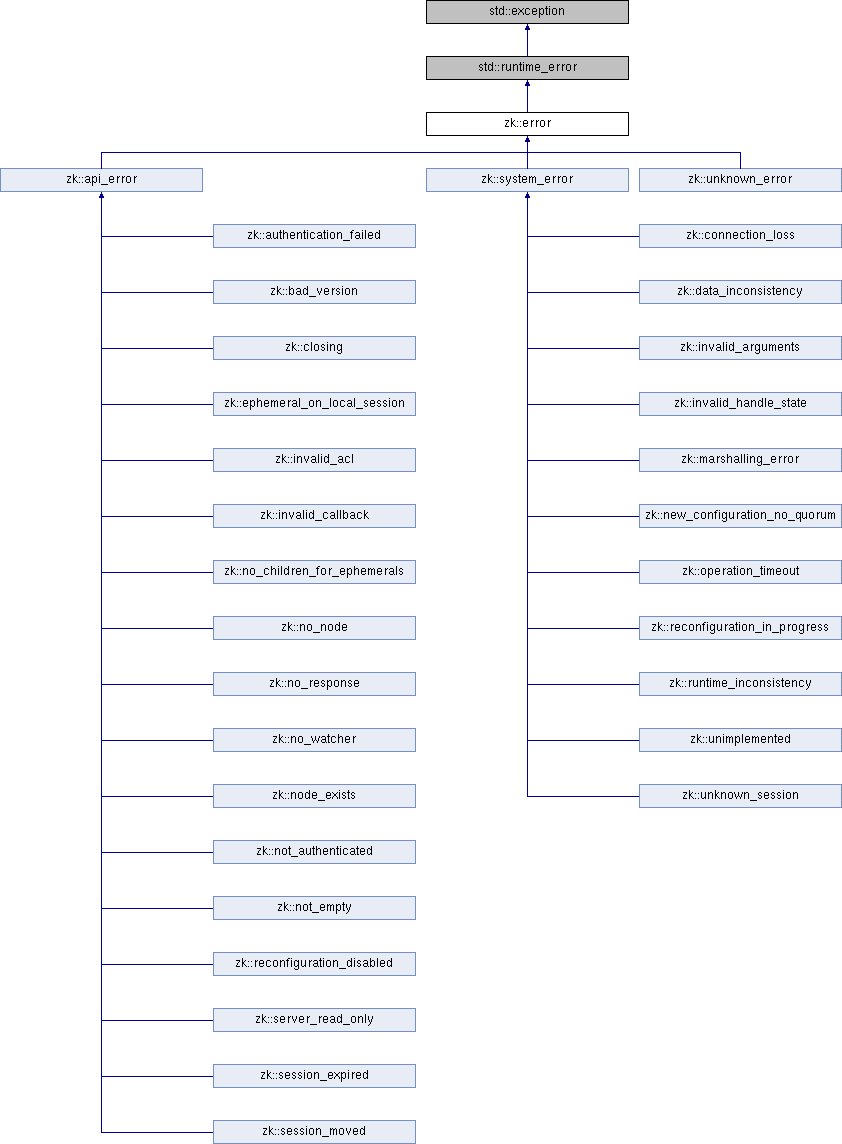 std::exception
std::runtime_error
zk::error
zk::api_error
zk::system_error
zk::unknown_error
zk::authentication_failed
zk::connection_loss
zk::bad_version
zk::data_inconsistency
zk::closing
zk::invalid_arguments
zk::ephemeral_on_local_session
zk::invalid_handle_state
zk::invalid_acl
zk::marshalling_error
zk::invalid_callback
zk::new_configuration_no_quorum
zk::no_children_for_ephemerals
zk::operation_timeout
zk::no_node
zk::reconfiguration_in_progress
zk::no_response
zk::runtime_inconsistency
zk::no_watcher
zk::unimplemented
zk::node_exists
zk::unknown_session
zk::not_authenticated
zk::not_empty
zk::reconfiguration_disabled
zk::server_read_only
zk::session_expired
zk::session_moved